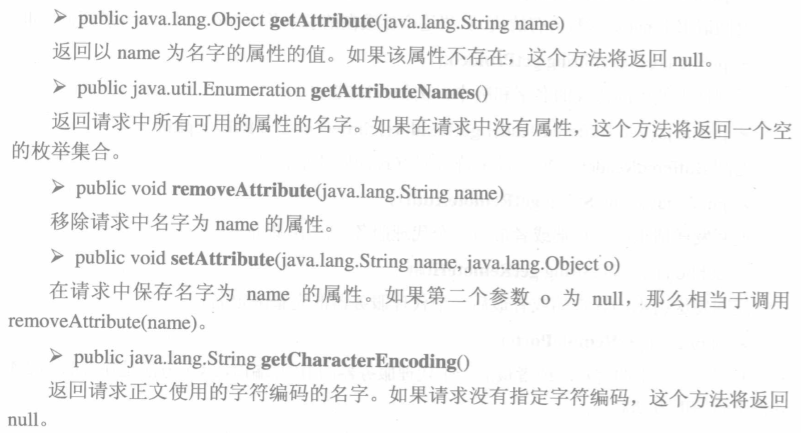 ➢ public java.lang.Object getAttribute(java.lang.String name)
返回以 name 为名字的属性的值。如果该属性不存在，这个方法将返回 null。
➢ public java.util.Enumeration getAttributeNames()
返回请求中所有可用的属性的名字。如果在请求中没有属性，这个方法将返回一个空
的枚举集合。
➢ public void removeAttribute(java.lang.String name)
移除请求中名字为 name 的属性。
➢ public void setAttribute(java.lang.String name, java.lang.Object o)
在请求中保存名字为 name 的属性。如果第二个参数 o 为 null，那么相当于调用
removeAttribute(name)。
➢ public java.lang.String getCharacterEncoding()
返回请求正文使用的字符编码的名字。如果请求没有指定字符编码，这个方法将返回
null。